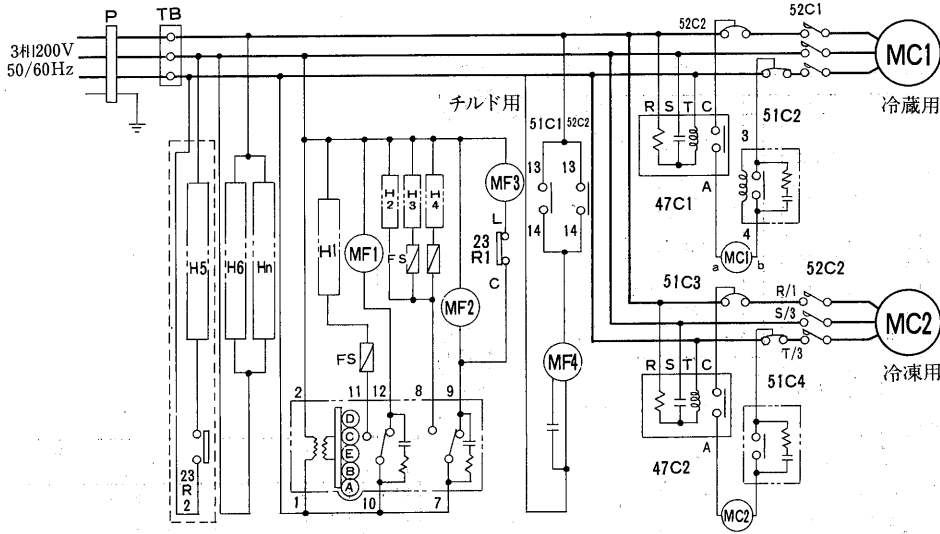 P
TB
3相200V
50/60Hz
52C2
52C1
MC1
冷蔵用
51C2
チルド用
51C1
52C2
13
13
14
14
R S T C
A
47C1
3
4
a
MC1
b
H5
H6
Hn
H1
MF1
H2
H3
H4
FS
FS
MF2
MF3
L
23
R1
C
MF4
51C3
R/1
S/3
T/3
52C2
MC2
冷凍用
51C4
R S T C
A
47C2
MC2
2
11
12
8
9
D
C
E
B
A
1
10
7
23
R
2